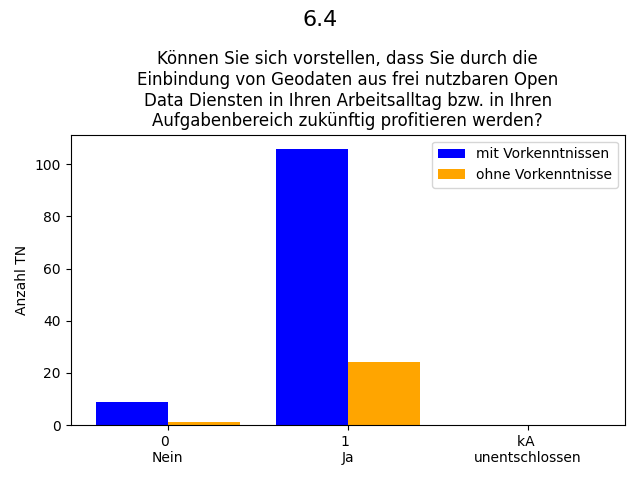 6.4
Können Sie sich vorstellen, dass Sie durch die
Einbindung von Geodaten aus frei nutzbaren Open
Data Diensten in Ihren Arbeitsalltag bzw. in Ihren
Aufgabenbereich zukünftig profitieren werden?
mit Vorkenntnissen
ohne Vorkenntnisse
Anzahl TN
100
80
60
40
20
0
0
Nein
1
Ja
kA
unentschlossen